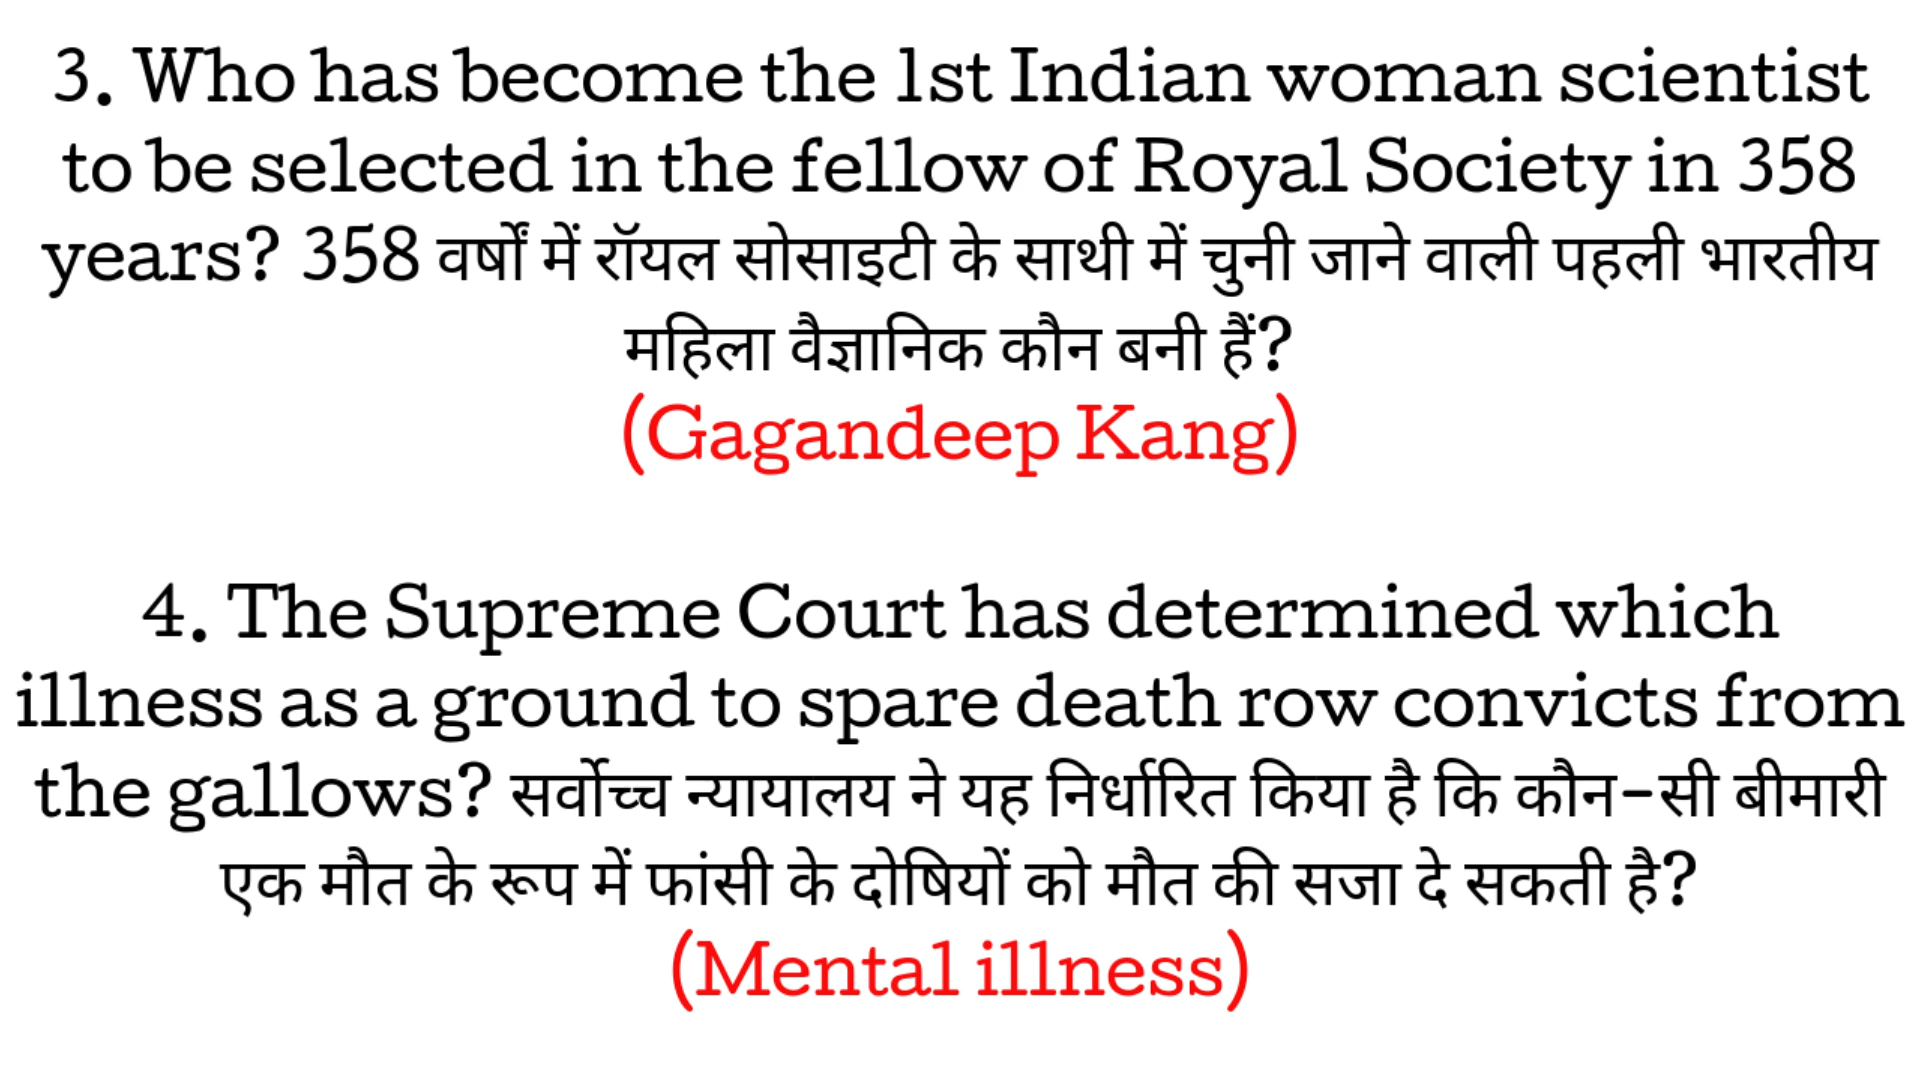 3. Who has become the 1st Indian woman scientist
to be selected in the fellow of Royal Society in 358
years? 358 वर्षों में रॉयल सोसाइटी के साथी में चुनी जाने वाली पहली भारतीय
महिला वैज्ञानिक कौन बनी हैं?
(Gagandeep Kang)
4. The Supreme Court has determined which
illness as a ground to spare death row convicts from
the gallows? सर्वोच्च न्यायालय ने यह निर्धारित किया है कि कौन-सी बीमारी
एक मौत के रूप में फांसी के दोषियों को मौत की सजा दे सकती है?
(Mental illness)